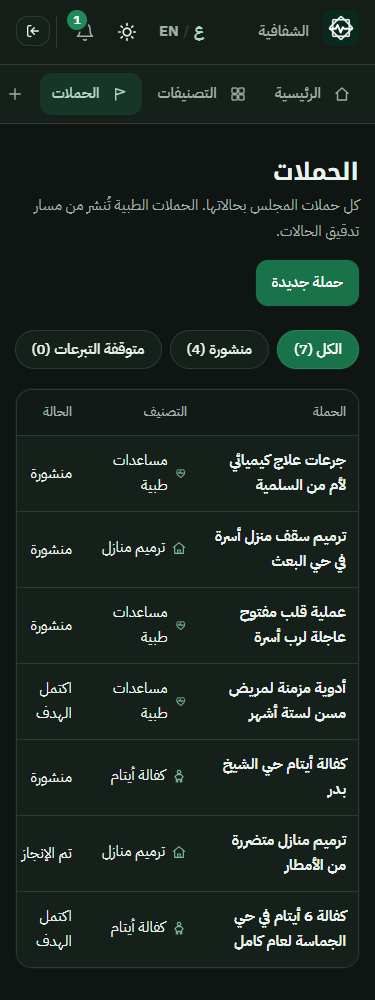 الشفافية
ع / EN
1
الرئيسية
التصنيفات
الحملات
الحملات
كل حملات المجلس بحالاتها. الحملات الطبية تُنشر من مسار
تدقيق الحالات.
حملة جديدة
الكل (7)
منشورة (4)
متوقفة التبرعات (0)
الحملة التصنيف الحالة
جرعات علاج كيميائي
لأم من السلمية
مساعدات
طبية
منشورة
ترميم سقف منزل أسرة
في حي البعث
ترميم منازل
منشورة
عملية قلب مفتوح
عاجلة لرب أسرة
مساعدات
طبية
منشورة
أدوية مزمنة لمريض
مسن لستة أشهر
مساعدات
طبية
اكتمل
الهدف
كفالة أيتام حي الشيخ
بدر
كفالة أيتام
منشورة
ترميم منازل متضررة
من الأمطار
ترميم منازل
تم الإنجاز
كفالة 6 أيتام في حي
الجماسة لعام كامل
كفالة أيتام
اكتمل
الهدف